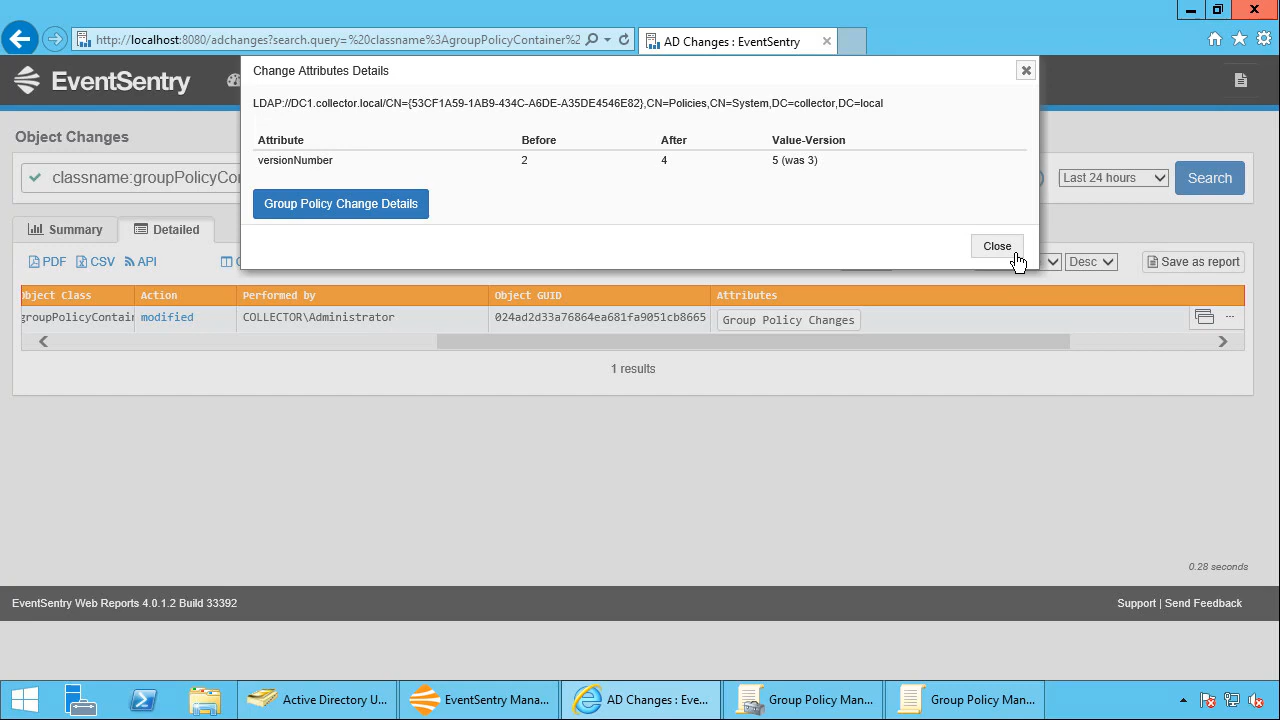 http://localhost:8080/adchanges?search.query=%20classname%3AgroupPolicyContainer%2
AD Changes : EventSentry
EventSentry
Change Attributes Details
LDAP://DC1.collector.local/CN={53CF1A59-1AB9-434C-A6DE-A35DE4546E82},CN=Policies,CN=System,DC=collector,DC=local
Attribute Before After Value-Version
versionNumber 2 4 5 (was 3)
Group Policy Change Details
Close
Object Changes
classname:groupPolicyCo
Last 24 hours
Search
Summary
Detailed
PDF CSV API
Desc
Save as report
Object Class Action Performed by Object GUID Attributes
groupPolicyContai modified COLLECTOR\Administrator 024ad2d33a76864ea681fa9051cb8665 Group Policy Changes ...
1 results
0.28 seconds
EventSentry Web Reports 4.0.1.2 Build 33392
Support | Send Feedback
Active Directory U...
EventSentry Mana...
AD Changes : Eve...
Group Policy Man...
Group Policy Man...